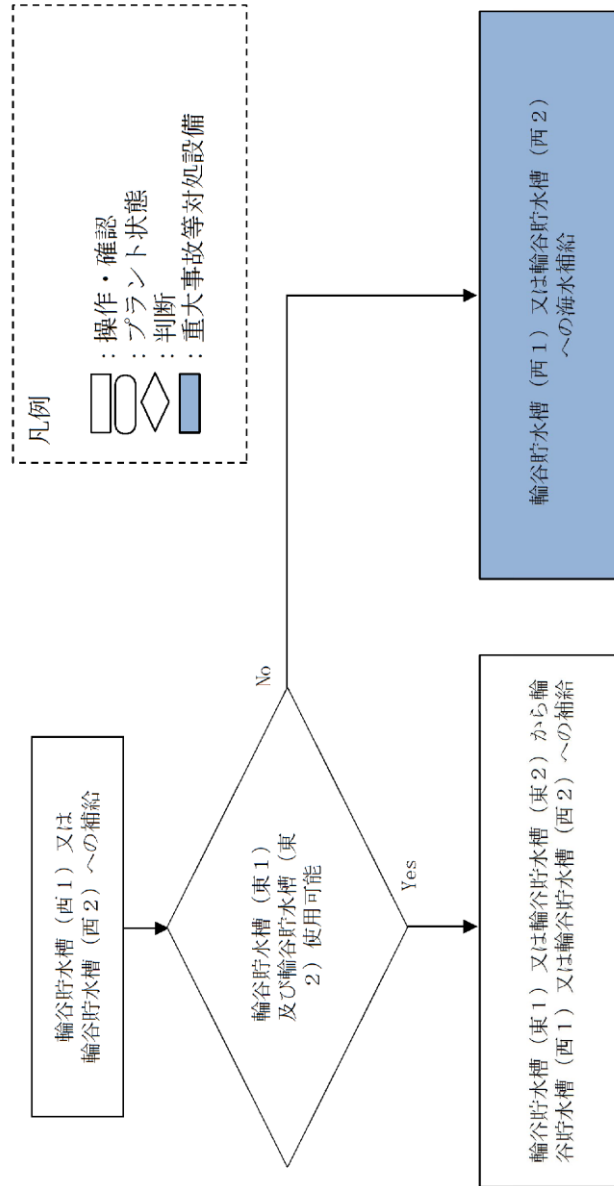 輪谷貯水槽（西１）又は
輪谷貯水槽（西２）への補給
輪谷貯水槽（東１）
及び輪谷貯水槽（東
２）使用可能
No
Yes
輪谷貯水槽（東１）又は輪谷貯水槽（東２）から輪
谷貯水槽（西１）又は輪谷貯水槽（西２）への補給
輪谷貯水槽（西１）又は輪谷貯水槽（西２）
への海水補給
凡例
：操作・確認
：プラント状態
：判断
：重大事故等対処設備